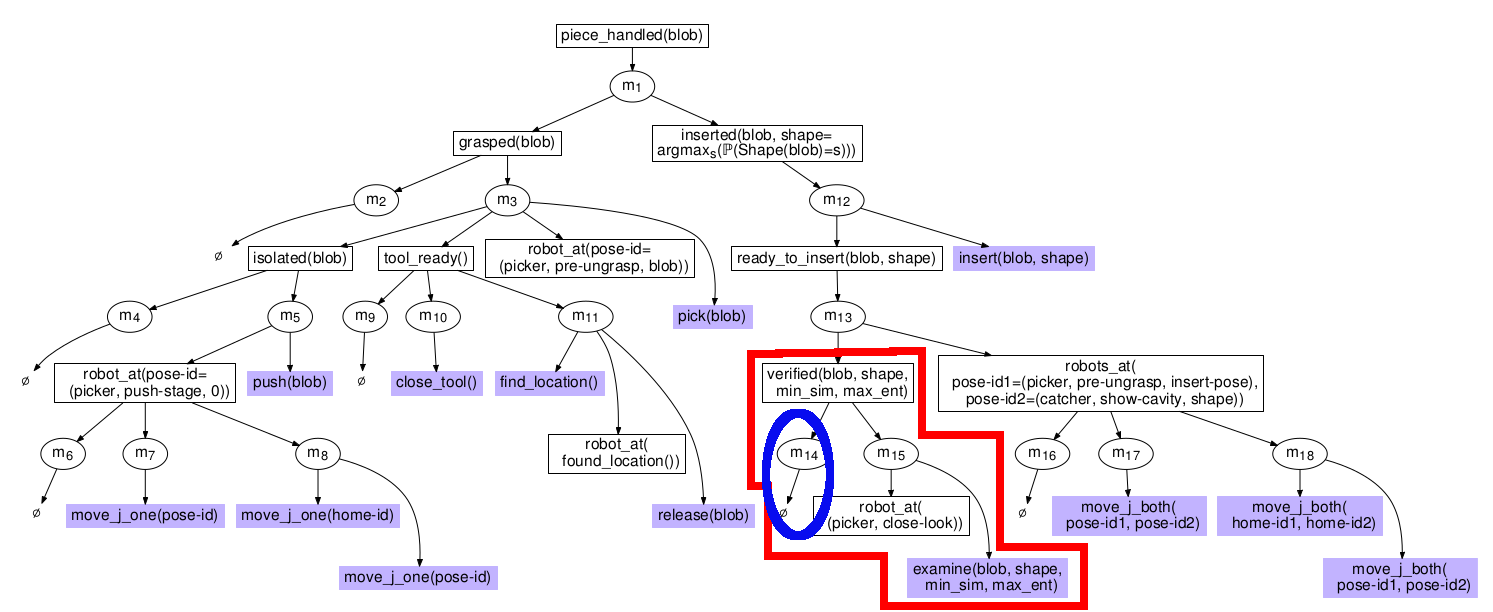 piece_handled(blob)
m1
grasped(blob)
inserted(blob, shape=
argmaxs(ℙ(Shape(blob)=s)))
m2
m3
m12
ø
isolated(blob)
tool_ready()
robot_at(pose-id=
(picker, pre-ungrasp, blob))
ready_to_insert(blob, shape)
insert(blob, shape)
m4
m5
m9
m10
m11
pick(blob)
m13
ø
robot_at(pose-id=
(picker, push-stage, 0))
push(blob)
ø
close_tool()
find_location()
verified(blob, shape,
min_sim, max_ent)
robots_at(
pose-id1=(picker, pre-ungrasp, insert-pose),
pose-id2=(catcher, show-cavity, shape))
m6
m7
m8
robot_at(
found_location())
m14
m15
m16
m17
m18
ø
move_j_one(pose-id)
move_j_one(home-id)
release(blob)
ø
robot_at(
(picker, close-look))
ø
move_j_both(
pose-id1, pose-id2)
move_j_both(
home-id1, home-id2)
move_j_one(pose-id)
examine(blob, shape,
min_sim, max_ent)
move_j_both(
pose-id1, pose-id2)